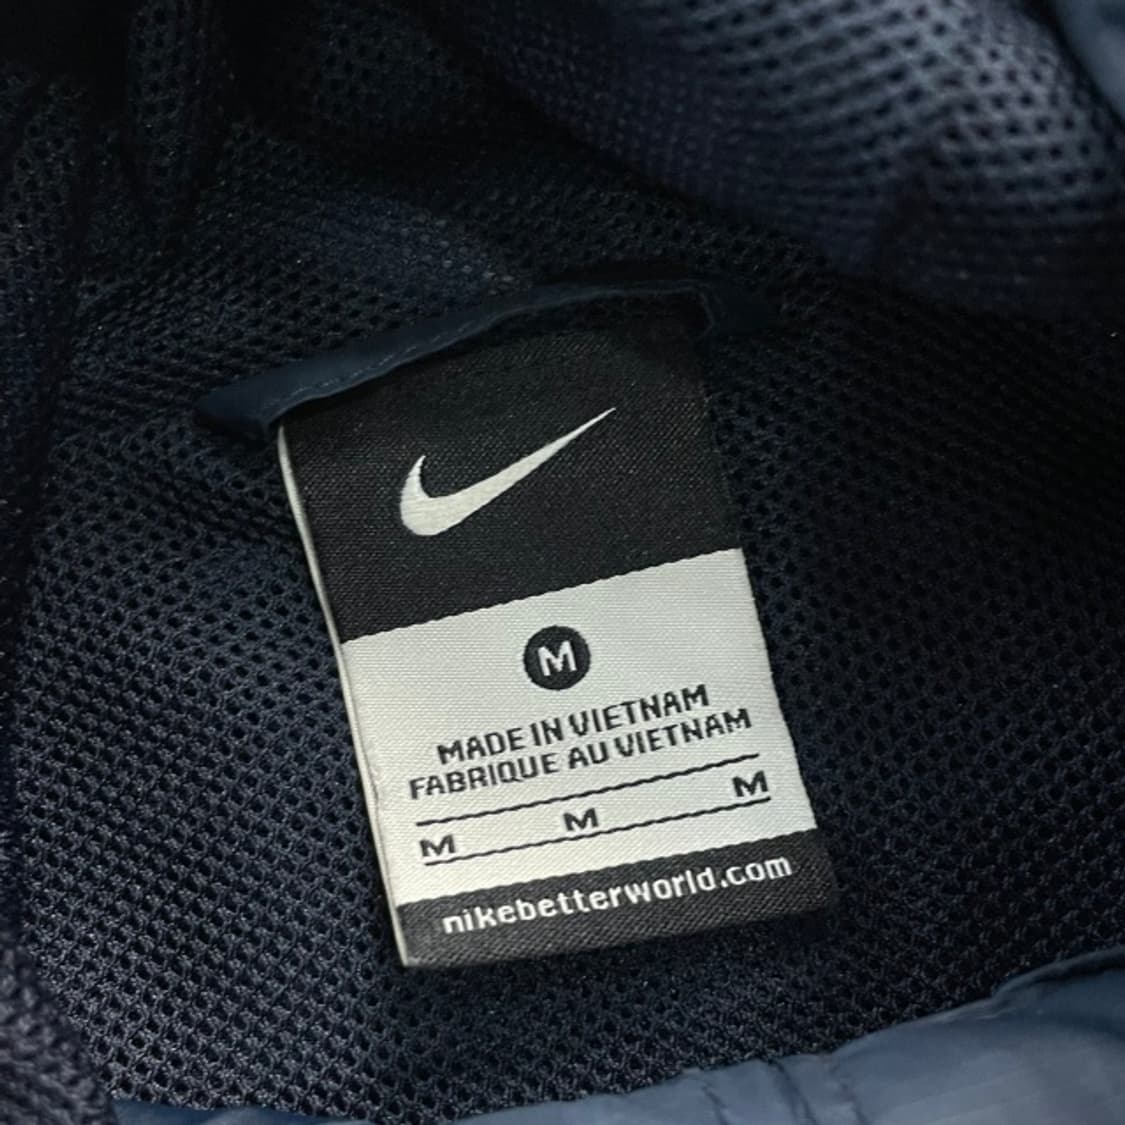 M
MADE IN VIETNAM
FABRIQUE AU VIETNAM
M M M
nikebetterworld.com